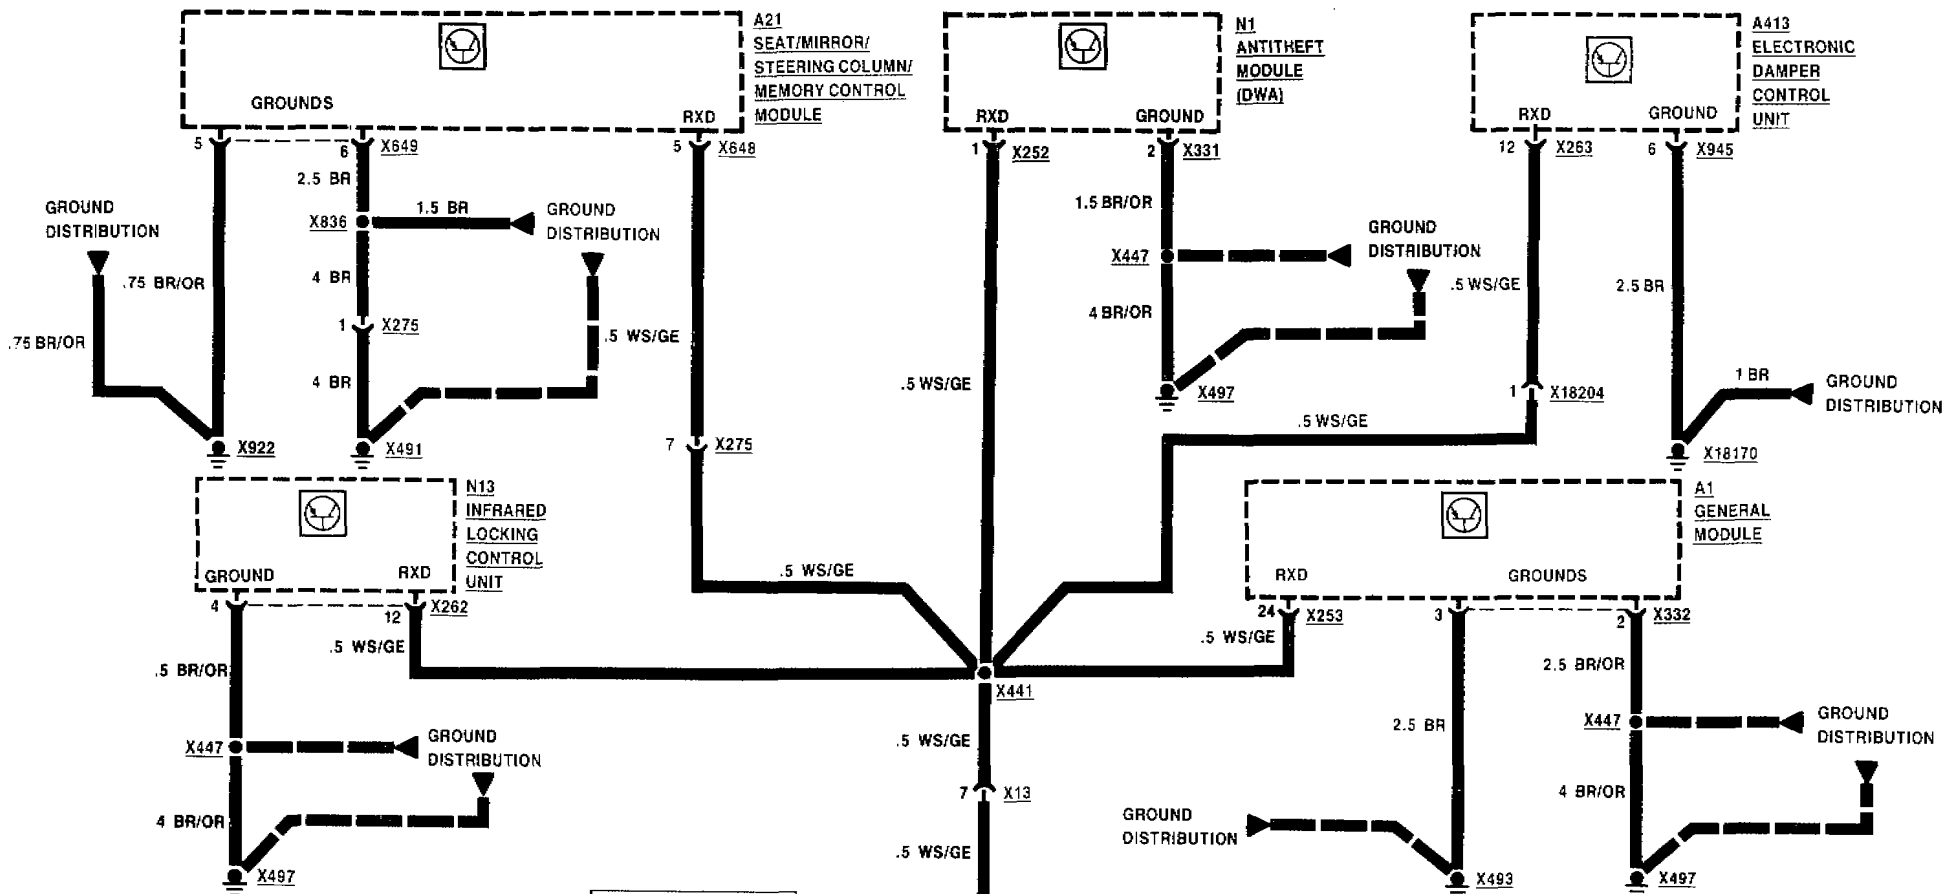 A21
SEAT/MIRROR/
STEERING COLUMN/
MEMORY CONTROL
MODULE
GROUNDS
RXD
5
6
X649
5
X648
2.5 BR
X836
1.5 BR
GROUND
DISTRIBUTION
GROUND
DISTRIBUTION
.75 BR/OR
4 BR
1
X275
.5 WS/GE
.75 BR/OR
4 BR
7
X275
X922
X491
N1
ANTITHEFT
MODULE
(DWA)
RXD
GROUND
1
X252
2
X331
1.5 BR/OR
X447
GROUND
DISTRIBUTION
4 BR/OR
.5 WS/GE
X497
A413
ELECTRONIC
DAMPER
CONTROL
UNIT
RXD
GROUND
12
X263
6
X945
.5 WS/GE
2.5 BR
1
X18204
1 BR
GROUND
DISTRIBUTION
.5 WS/GE
X18170
N13
INFRARED
LOCKING
CONTROL
UNIT
GROUND
RXD
4
12
X262
.5 WS/GE
.5 WS/GE
.5 BR/OR
X447
GROUND
DISTRIBUTION
4 BR/OR
X497
X441
.5 WS/GE
7
X13
.5 WS/GE
A1
GENERAL
MODULE
RXD
GROUNDS
24
X253
3
2
X332
.5 WS/GE
2.5 BR/OR
2.5 BR
X447
GROUND
DISTRIBUTION
4 BR/OR
GROUND
DISTRIBUTION
X493
X497